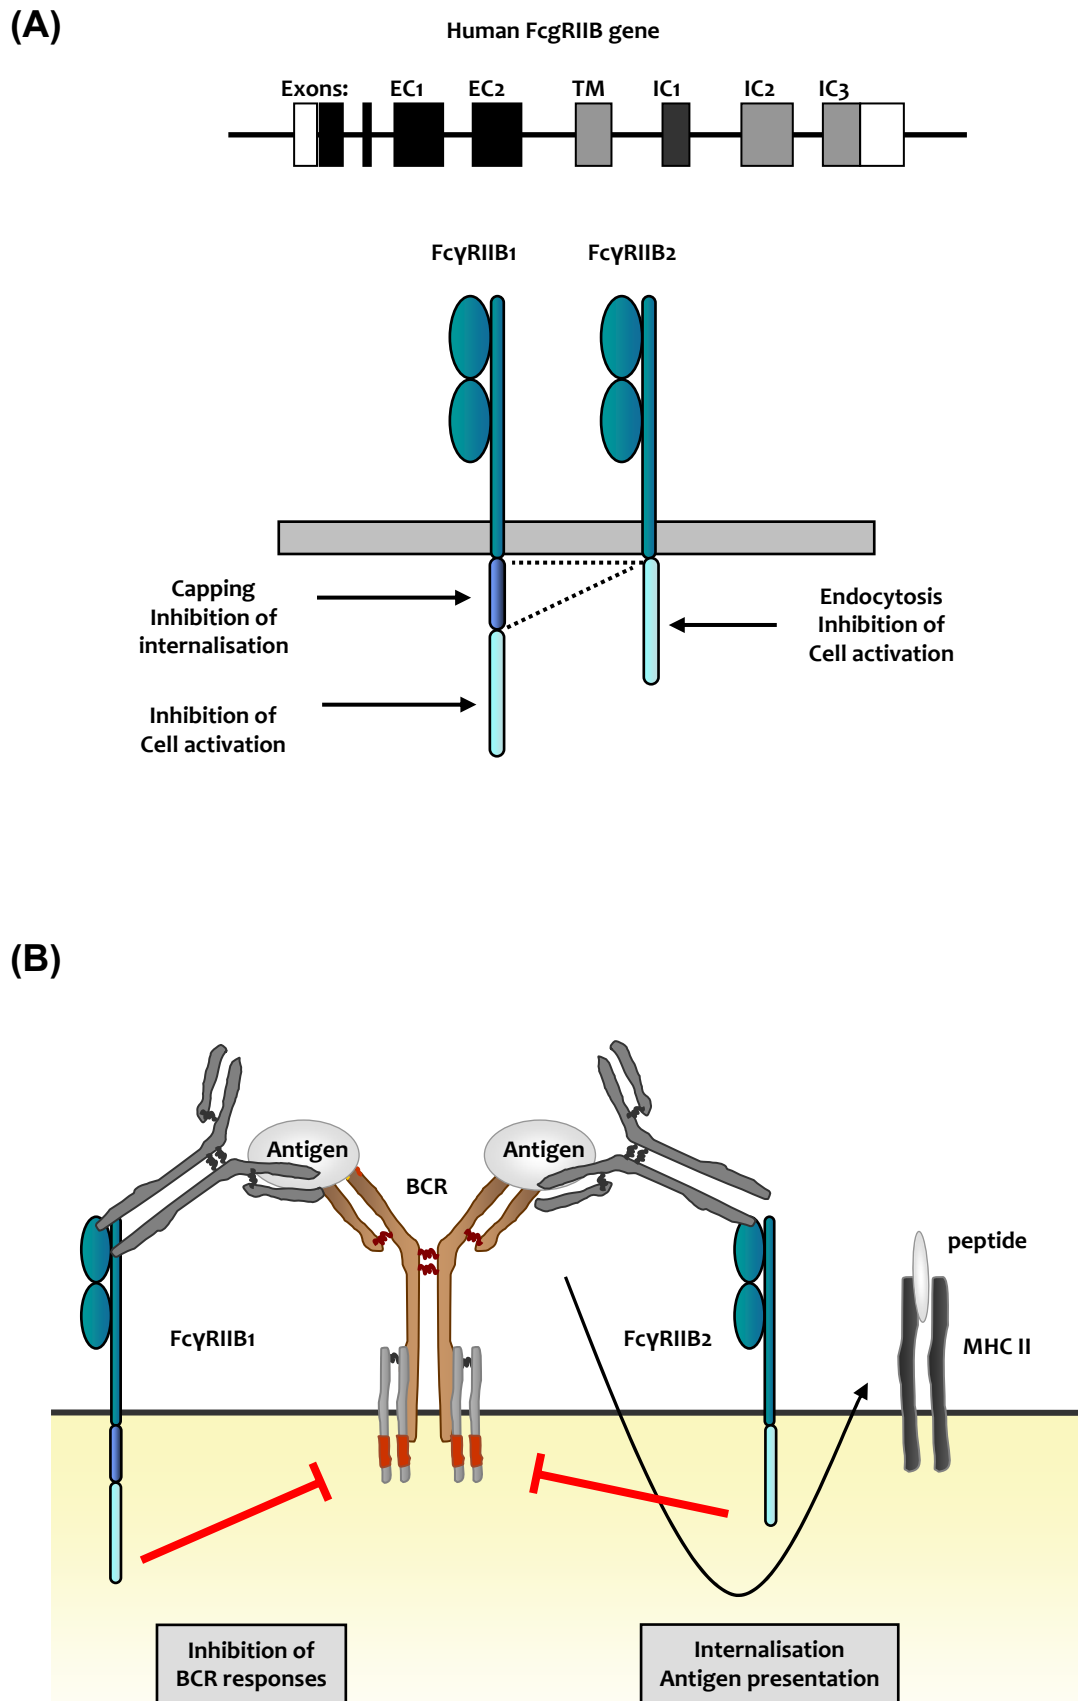 (A)
Human FcgRIIB gene
Exons: EC1 EC2 TM IC1 IC2 IC3
FcγRIIB1 FcγRIIB2
Capping
Inhibition of
internalisation
Endocytosis
Inhibition of
Cell activation
Inhibition of
Cell activation
(B)
Antigen Antigen
BCR
peptide
FcγRIIB1 FcγRIIB2 MHC II
Inhibition of
BCR responses
Internalisation
Antigen presentation